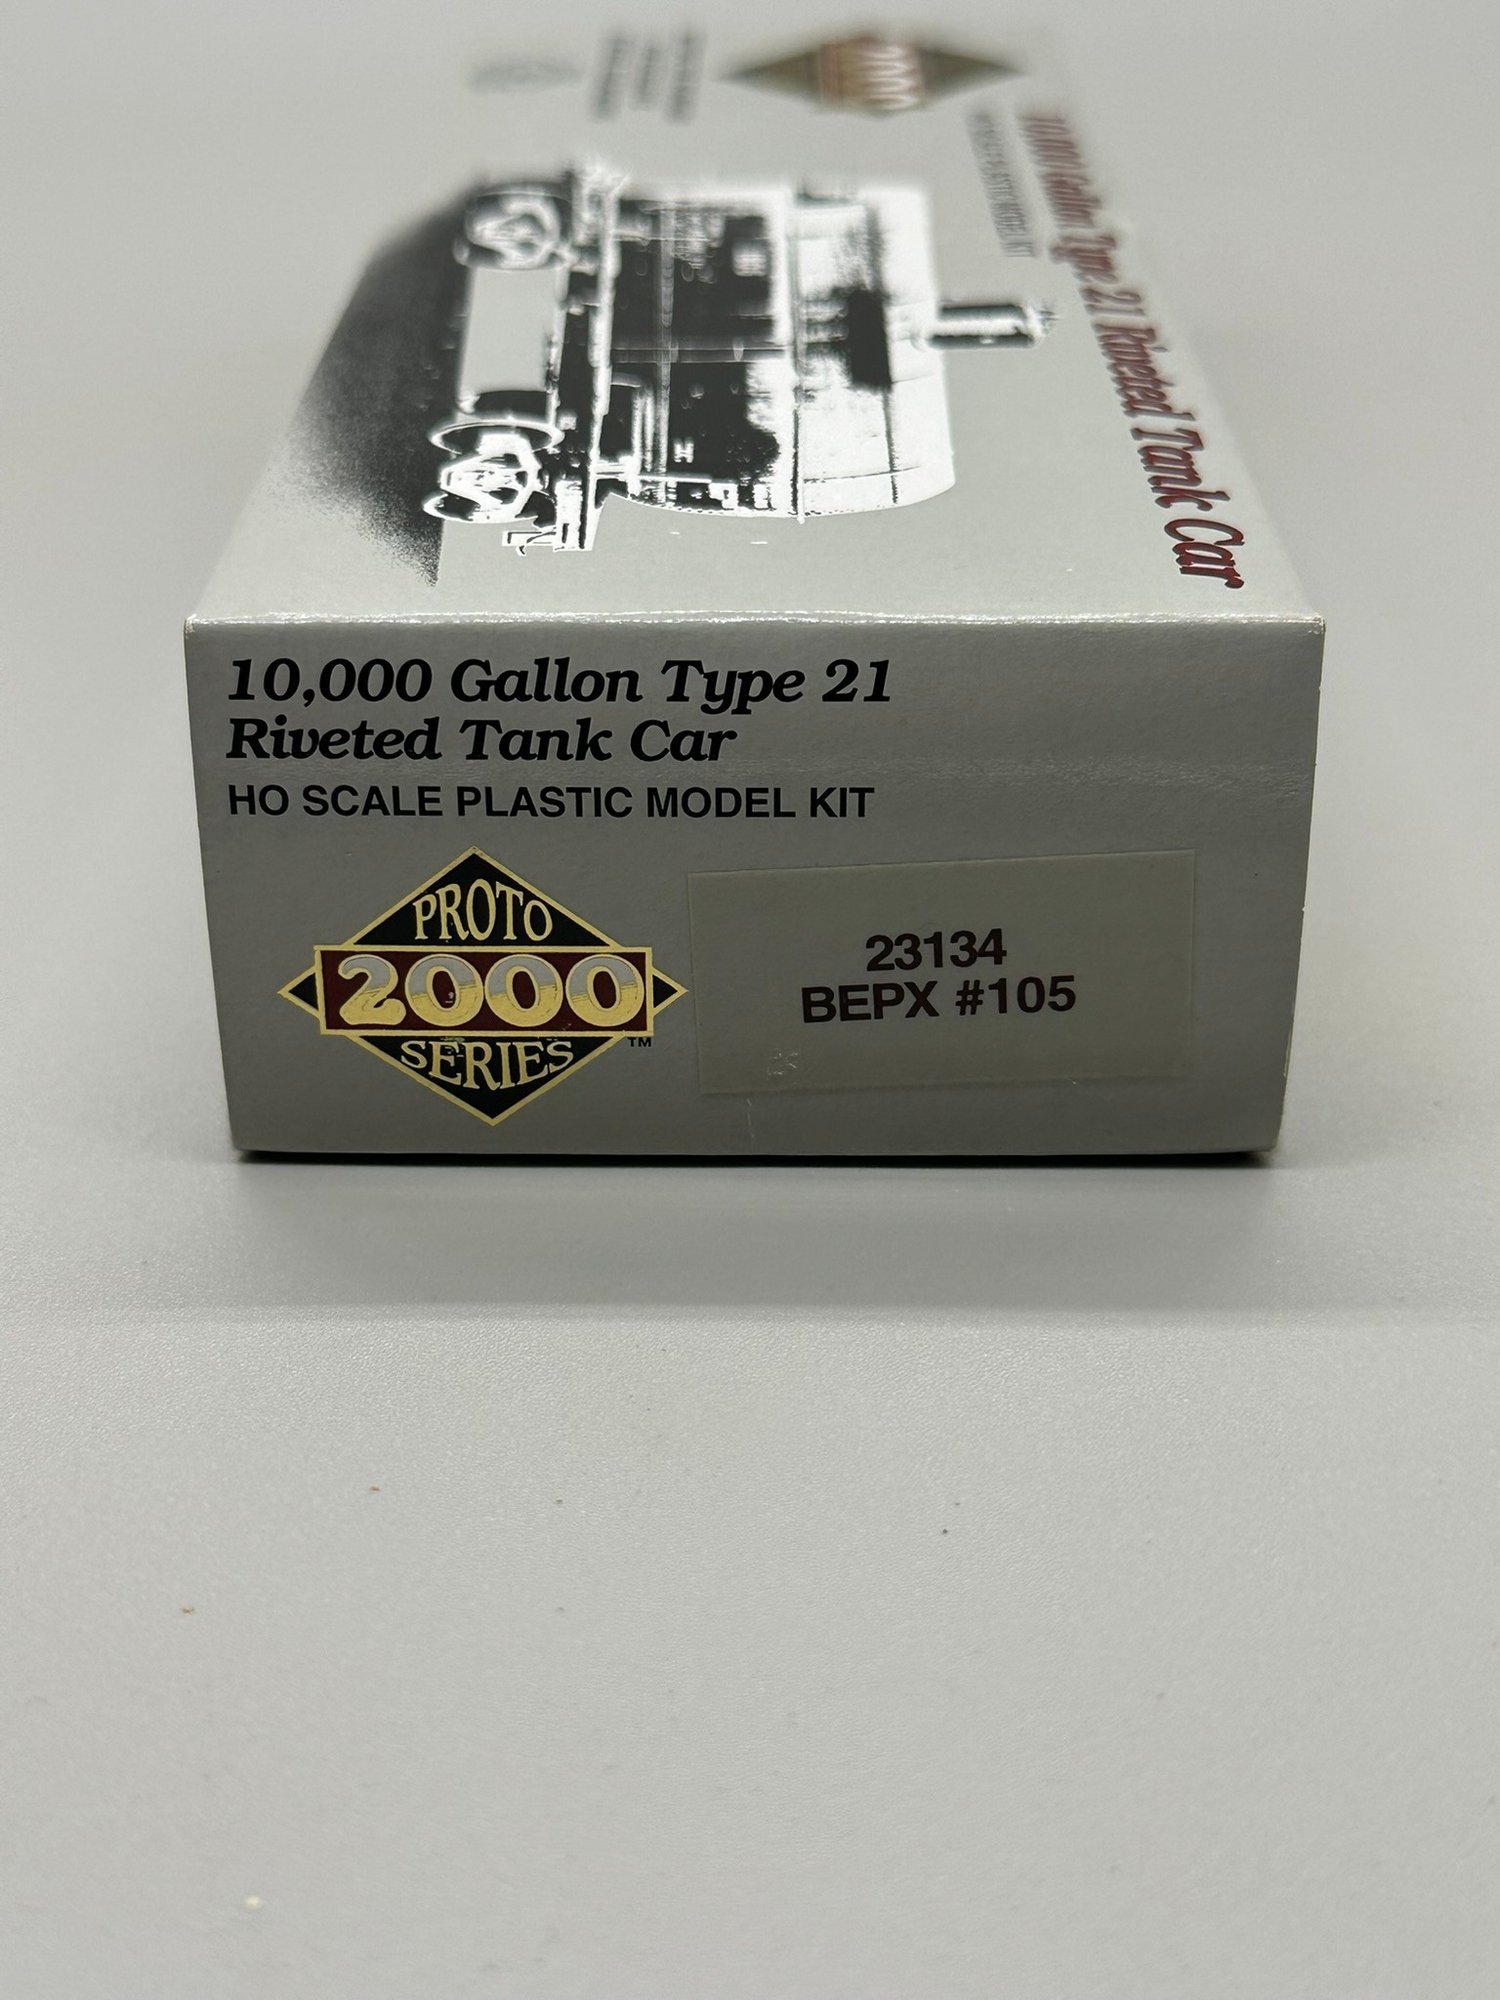 10,000 Gallon Type 21 Riveted Tank Car
10,000 Gallon Type 21
Riveted Tank Car
HO SCALE PLASTIC MODEL KIT
PROTO
2000
SERIES
TM
23134
BEPX #105